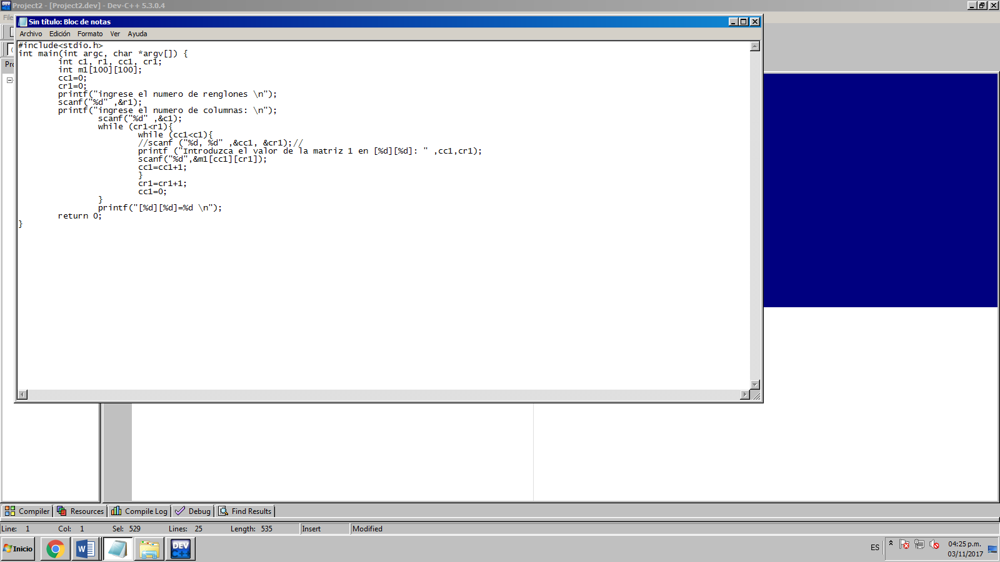 Project2 - [Project2.dev] - Dev-C++ 5.3.0.4
File
Sin título: Bloc de notas
Archivo Edición Formato Ver Ayuda
#include<stdio.h>
int main(int argc, char *argv[]) {
int c1, r1, cc1, cr1;
int m1[100][100];
cc1=0;
cr1=0;
printf("ingrese el numero de renglones \n");
scanf("%d" ,&r1);
printf("ingrese el numero de columnas: \n");
scanf("%d" ,&c1);
while (cr1<r1){
while (cc1<c1){
//scanf ("%d, %d" ,&cc1, &cr1);//
printf ("Introduzca el valor de la matriz 1 en [%d][%d]: " ,cc1,cr1);
scanf("%d",&m1[cc1][cr1]);
cc1=cc1+1;
}
cr1=cr1+1;
cc1=0;
}
printf("[%d][%d]=%d \n");
return 0;
}
Compiler Resources Compile Log Debug Find Results
Line: 1 Col: 1 Sel: 529 Lines: 25 Length: 535 Insert Modified
Inicio ES 04:25 p.m.
03/11/2017